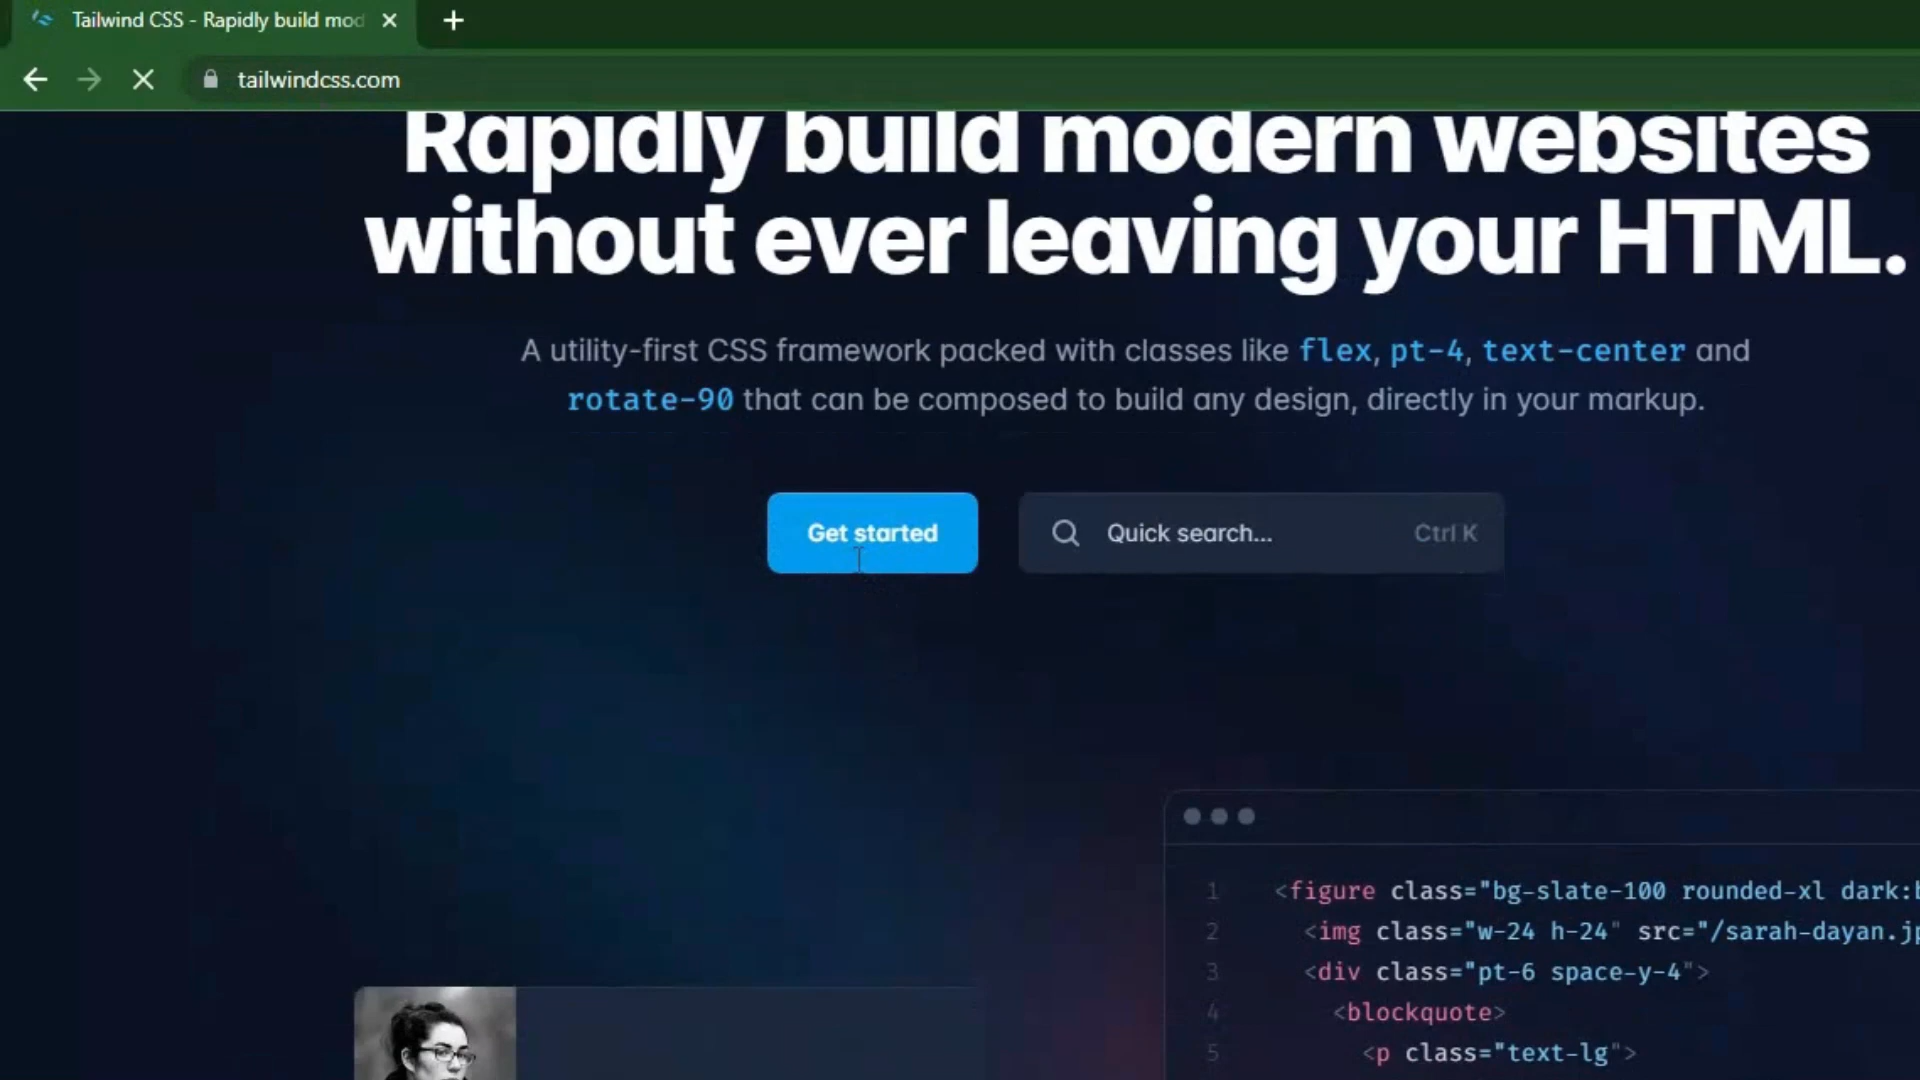 Tailwind CSS - Rapidly build mod
tailwindcss.com
Rapidly build modern websites
without ever leaving your HTML.
A utility-first CSS framework packed with classes like flex, pt-4, text-center and
rotate-90 that can be composed to build any design, directly in your markup.
Get started
Quick search...
Ctrl K
1 <figure class="bg-slate-100 rounded-xl dark:b
2 <img class="w-24 h-24" src="/sarah-dayan.jp
3 <div class="pt-6 space-y-4">
4 <blockquote>
5 <p class="text-lg">